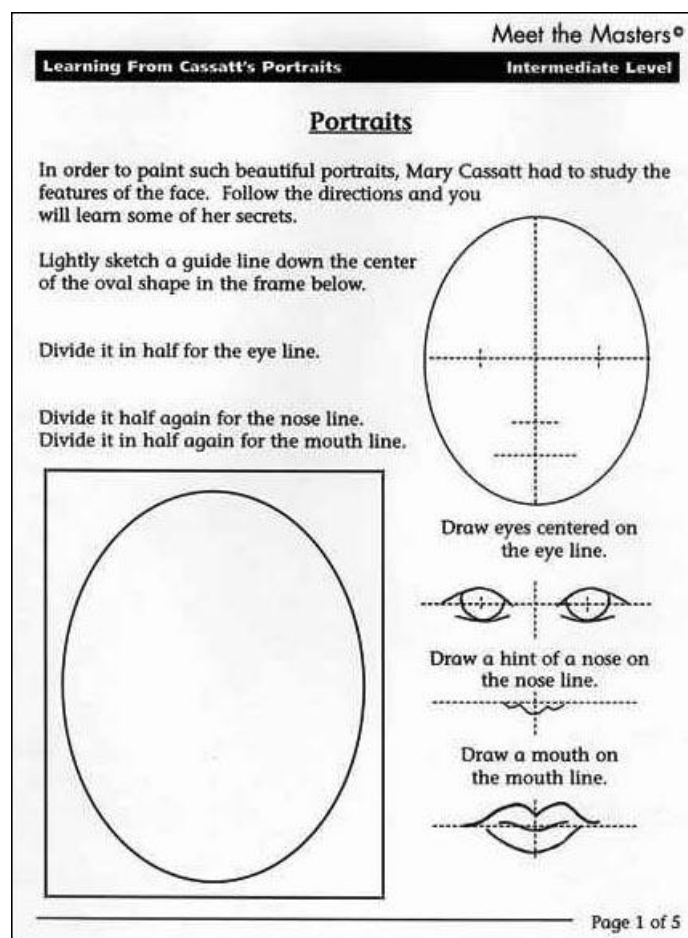 Meet the Masters©
Learning From Cassatt's Portraits Intermediate Level
Portraits
In order to paint such beautiful portraits, Mary Cassatt had to study the
features of the face. Follow the directions and you
will learn some of her secrets.
Lightly sketch a guide line down the center
of the oval shape in the frame below.
Divide it in half for the eye line.
Divide it half again for the nose line.
Divide it in half again for the mouth line.
Draw eyes centered on
the eye line.
Draw a hint of a nose on
the nose line.
Draw a mouth on
the mouth line.
Page 1 of 5